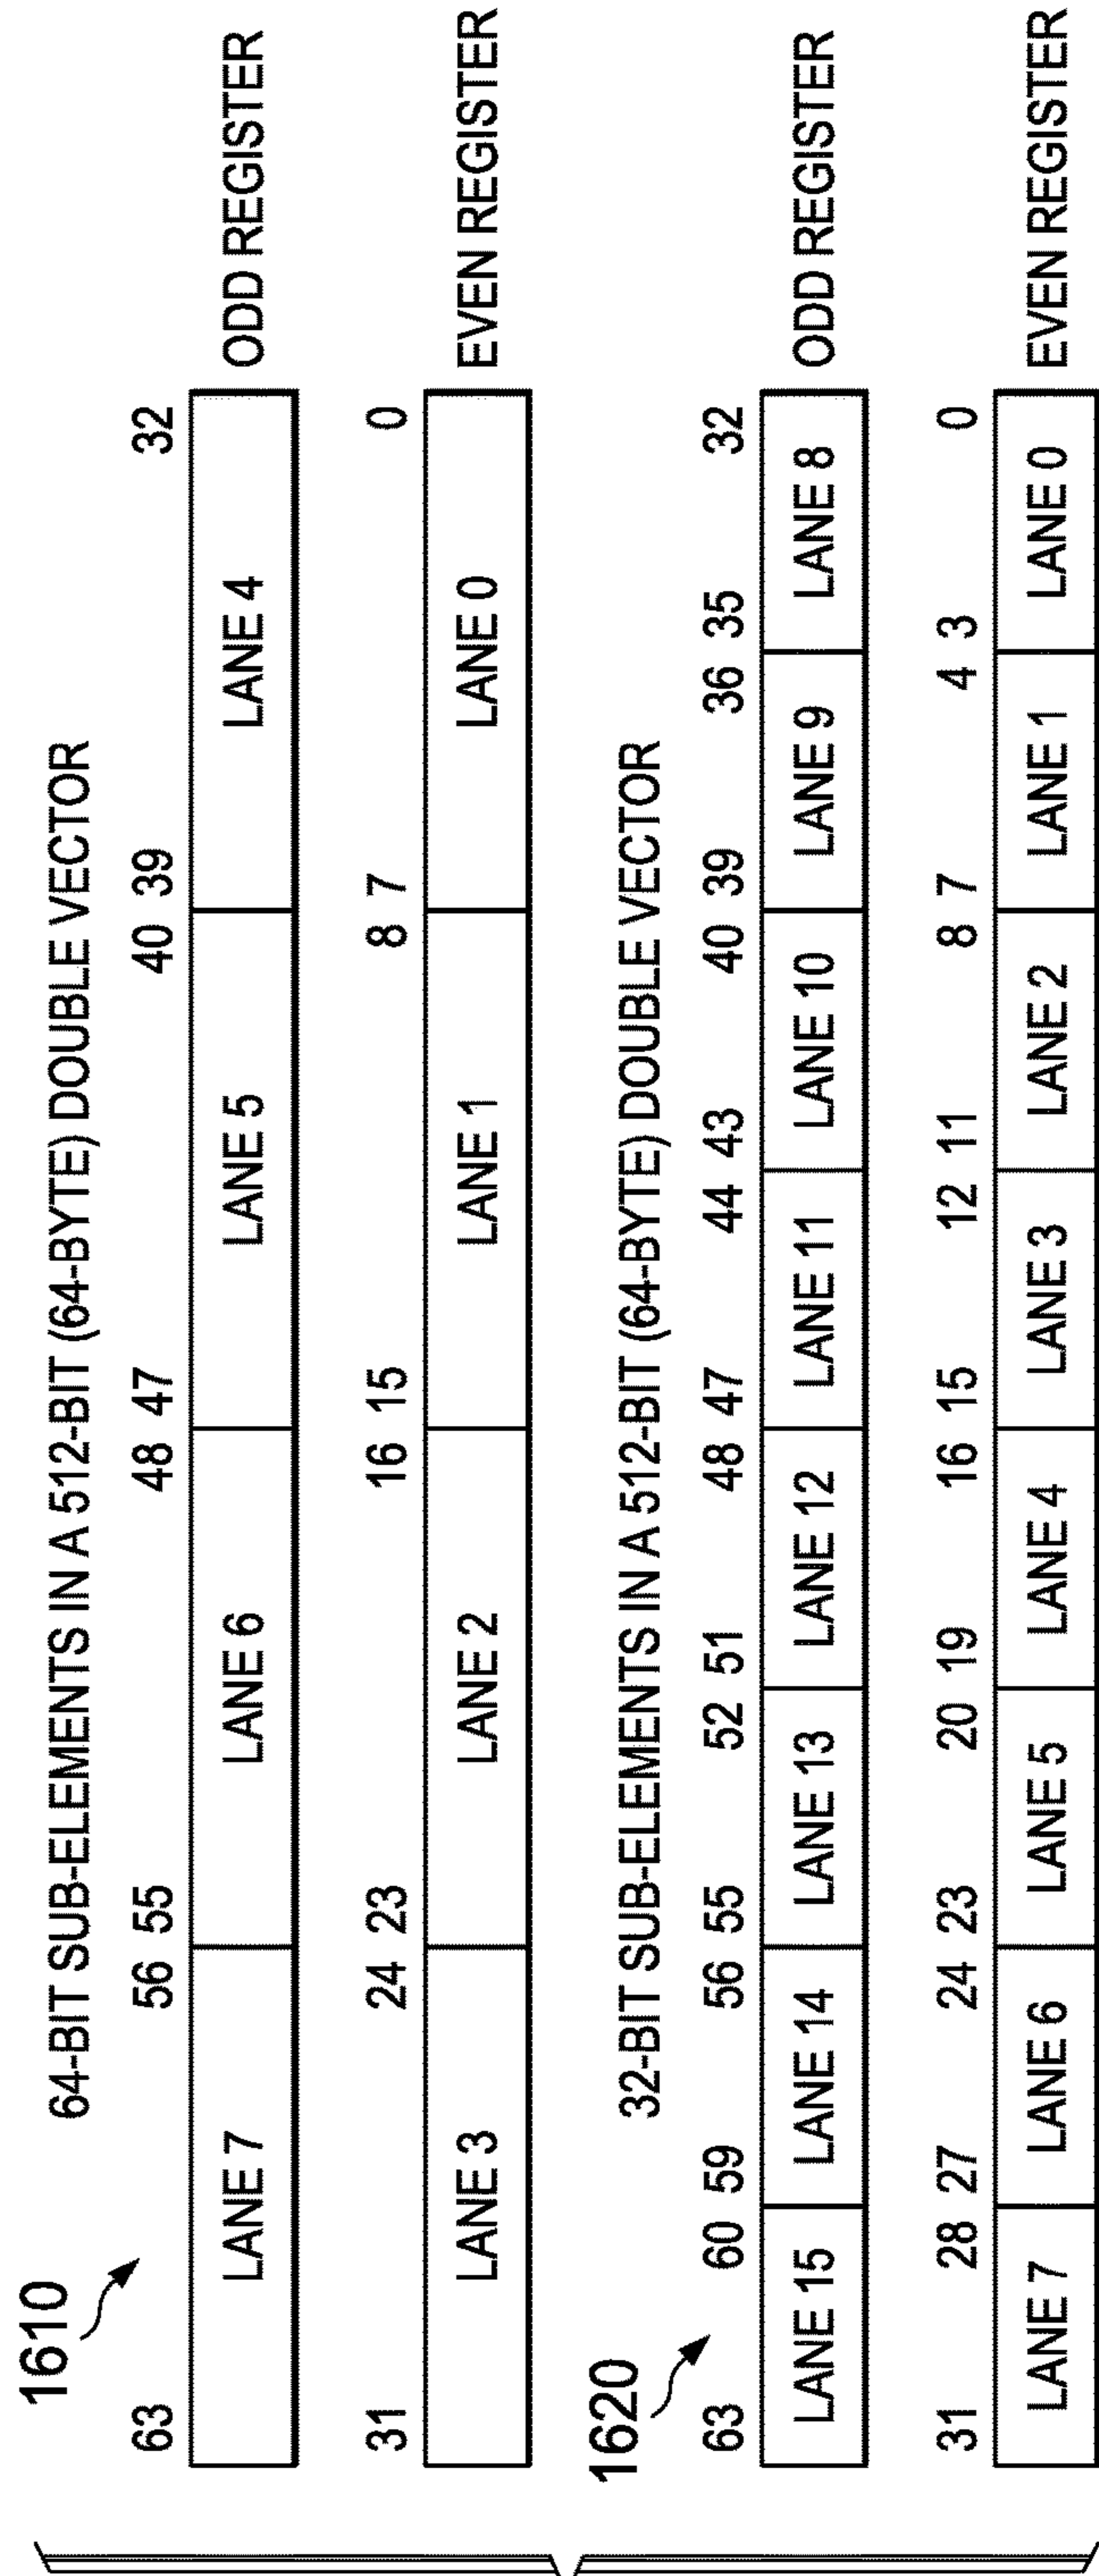 1610
64-BIT SUB-ELEMENTS IN A 512-BIT (64-BYTE) DOUBLE VECTOR
63 56 55 48 47 40 39 32
LANE 7 LANE 6 LANE 5 LANE 4 ODD REGISTER
31 24 23 16 15 8 7 0
LANE 3 LANE 2 LANE 1 LANE 0 EVEN REGISTER
1620
32-BIT SUB-ELEMENTS IN A 512-BIT (64-BYTE) DOUBLE VECTOR
63 60 59 56 55 52 51 48 47 44 43 40 39 36 35 32
LANE 15 LANE 14 LANE 13 LANE 12 LANE 11 LANE 10 LANE 9 LANE 8 ODD REGISTER
31 28 27 24 23 20 19 16 15 12 11 8 7 4 3 0
LANE 7 LANE 6 LANE 5 LANE 4 LANE 3 LANE 2 LANE 1 LANE 0 EVEN REGISTER